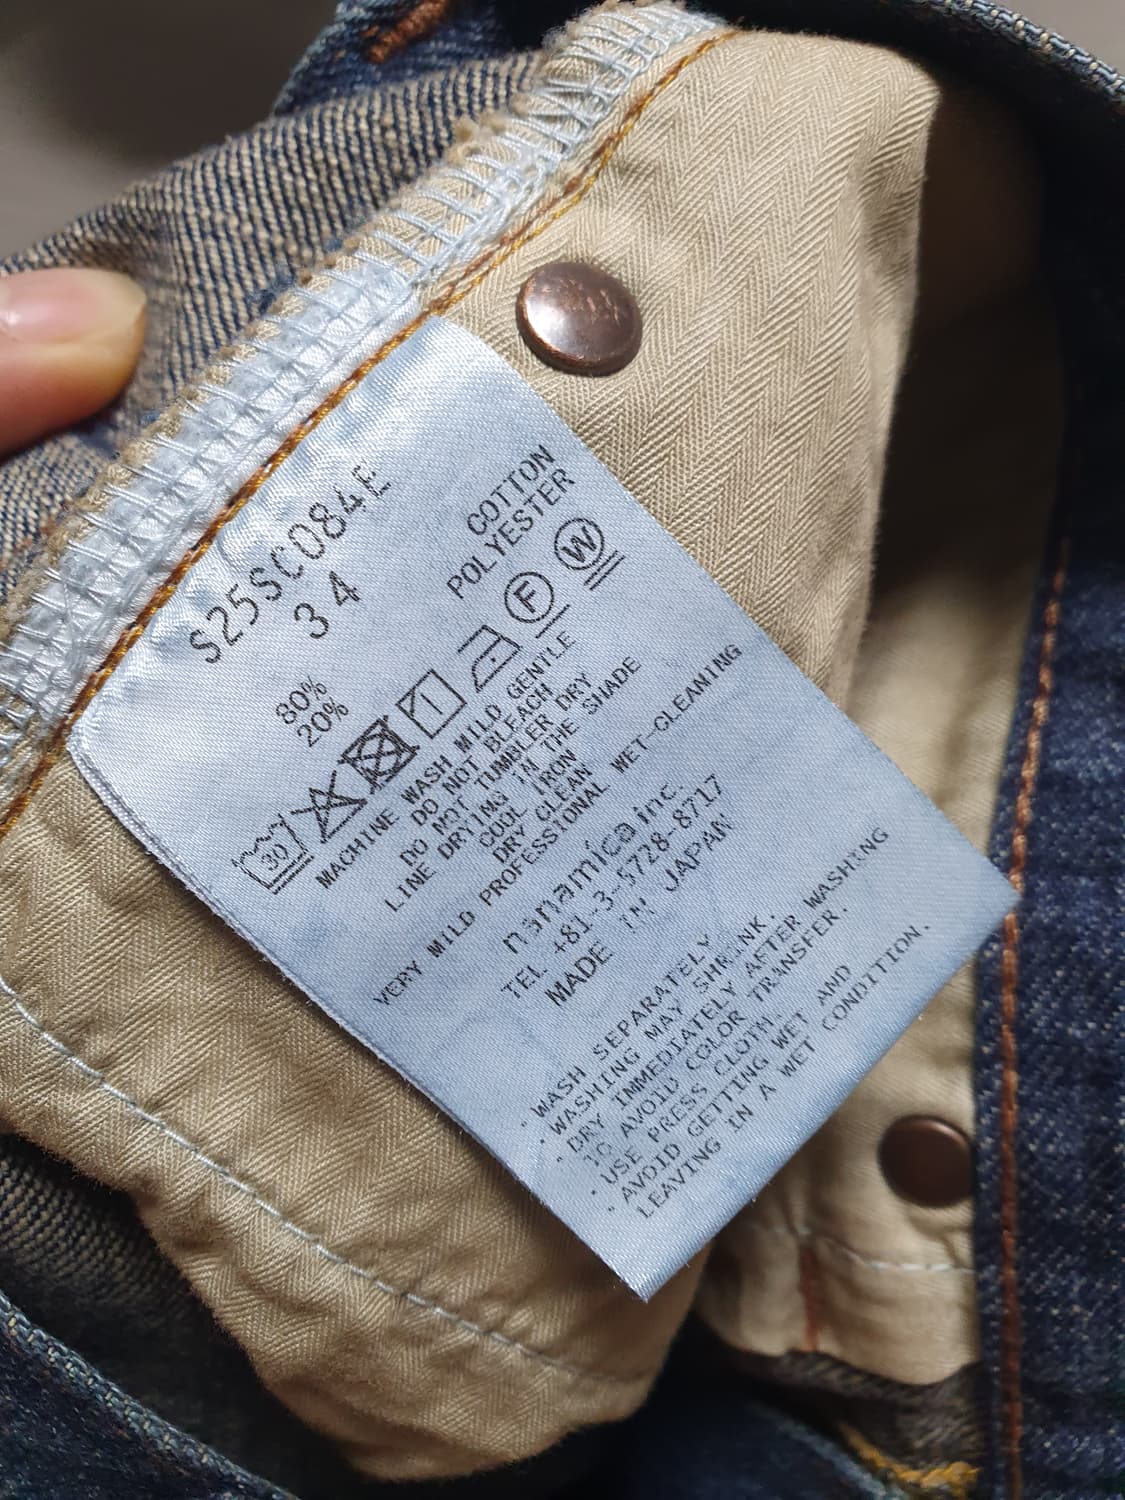 S25SC084E
34
80% COTTON
20% POLYESTER
30 F W
MACHINE WASH MILD GENTLE
DO NOT BLEACH
DO NOT TUMBLER DRY
LINE DRYING IN THE SHADE
COOL IRON
DRY CLEAN
VERY MILD PROFESSIONAL WET-CLEANING
nanamica inc.
TEL +81-3-5728-8717
MADE IN JAPAN
・WASH SEPARATELY.
・WASHING MAY SHRINK.
・DRY IMMEDIATELY AFTER WASHING
TO AVOID COLOR TRANSFER.
・USE PRESS CLOTH.
・AVOID GETTING WET AND
LEAVING IN A WET CONDITION.